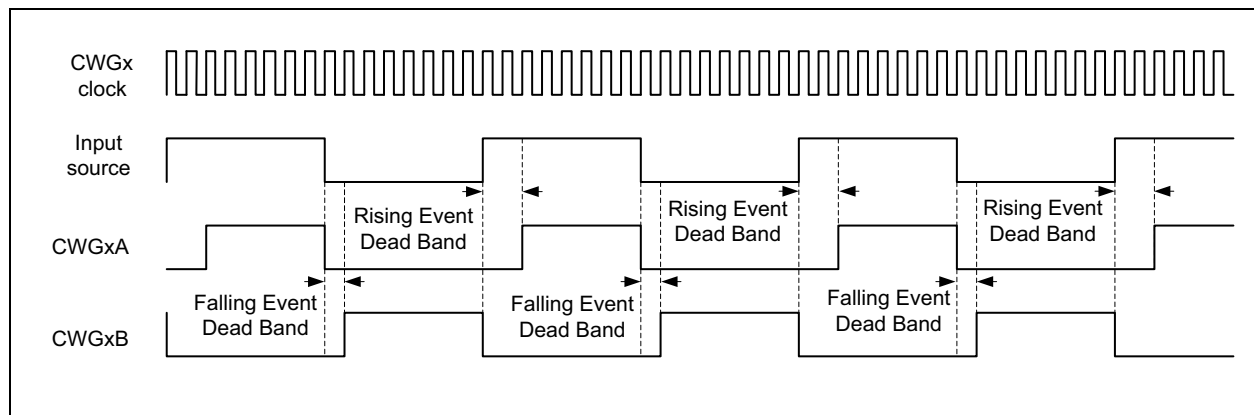 CWGx
clock
Input
source
Rising Event
Dead Band
Rising Event
Dead Band
Rising Event
Dead Band
CWGxA
Falling Event
Dead Band
Falling Event
Dead Band
Falling Event
Dead Band
CWGxB